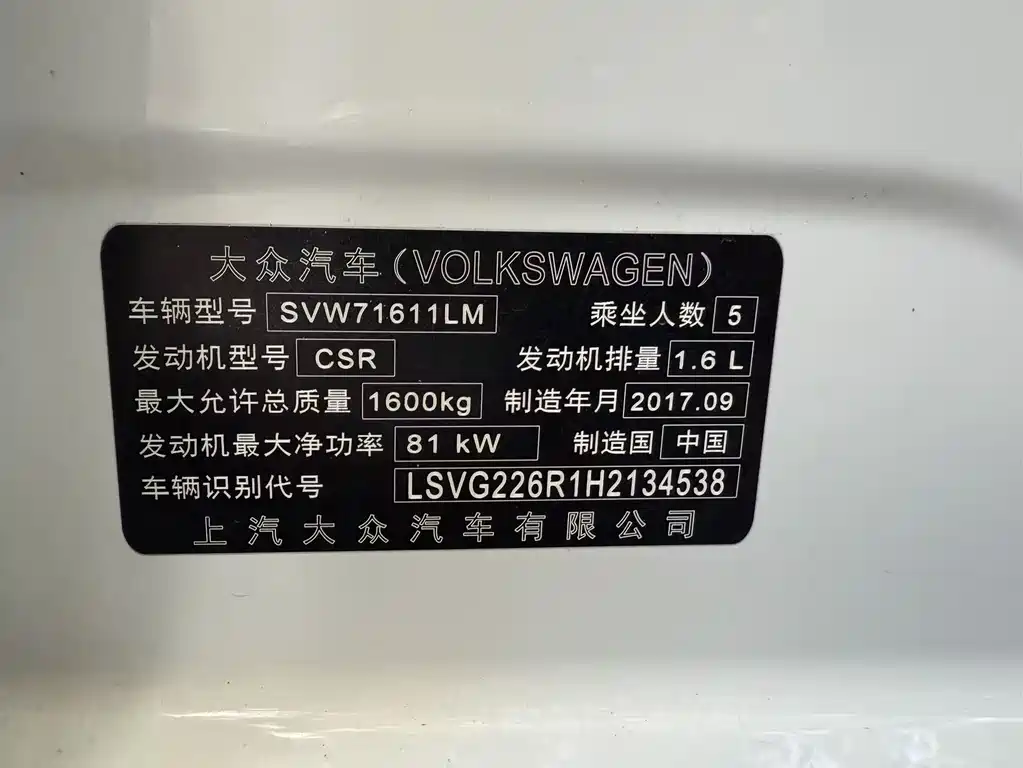 大众汽车(VOLKSWAGEN)
车辆型号 SVW71611LM 乘坐人数 5
发动机型号 CSR 发动机排量 1.6 L
最大允许总质量 1600kg 制造年月 2017.09
发动机最大净功率 81 kW 制造国 中国
车辆识别代号 LSVG226R1H2134538
上汽大众汽车有限公司